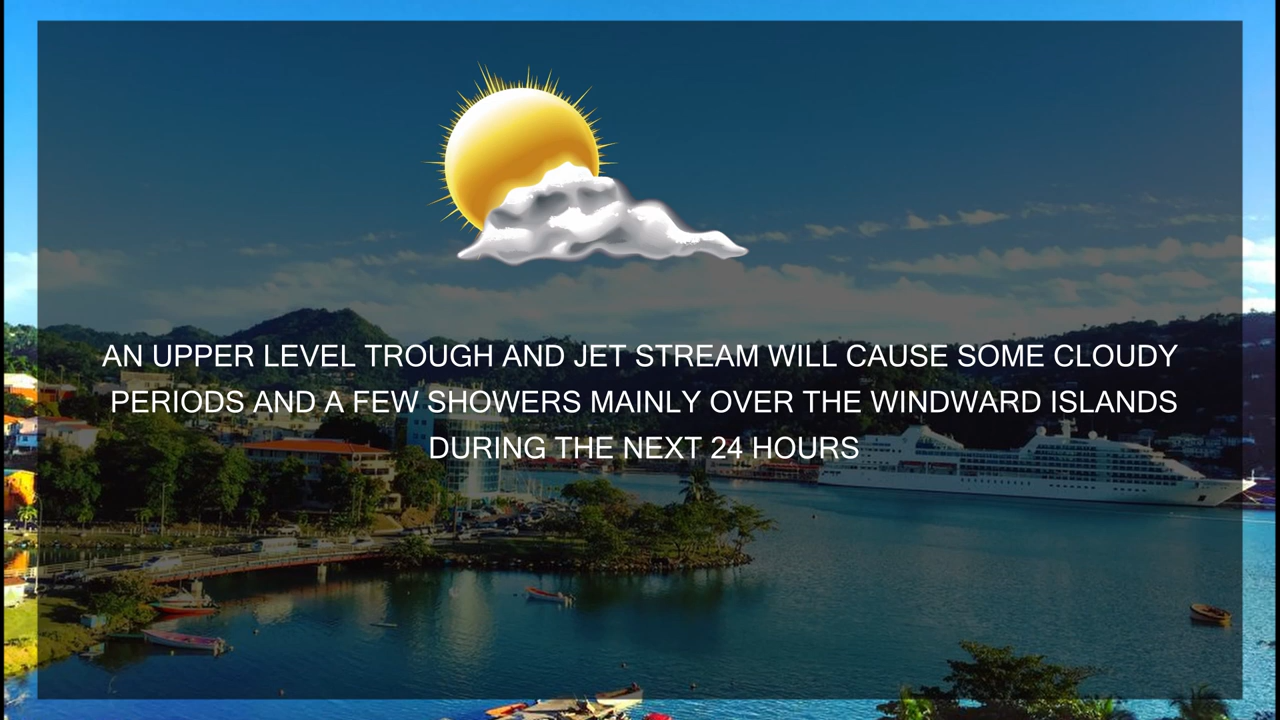 AN UPPER LEVEL TROUGH AND JET STREAM WILL CAUSE SOME CLOUDY
PERIODS AND A FEW SHOWERS MAINLY OVER THE WINDWARD ISLANDS
DURING THE NEXT 24 HOURS